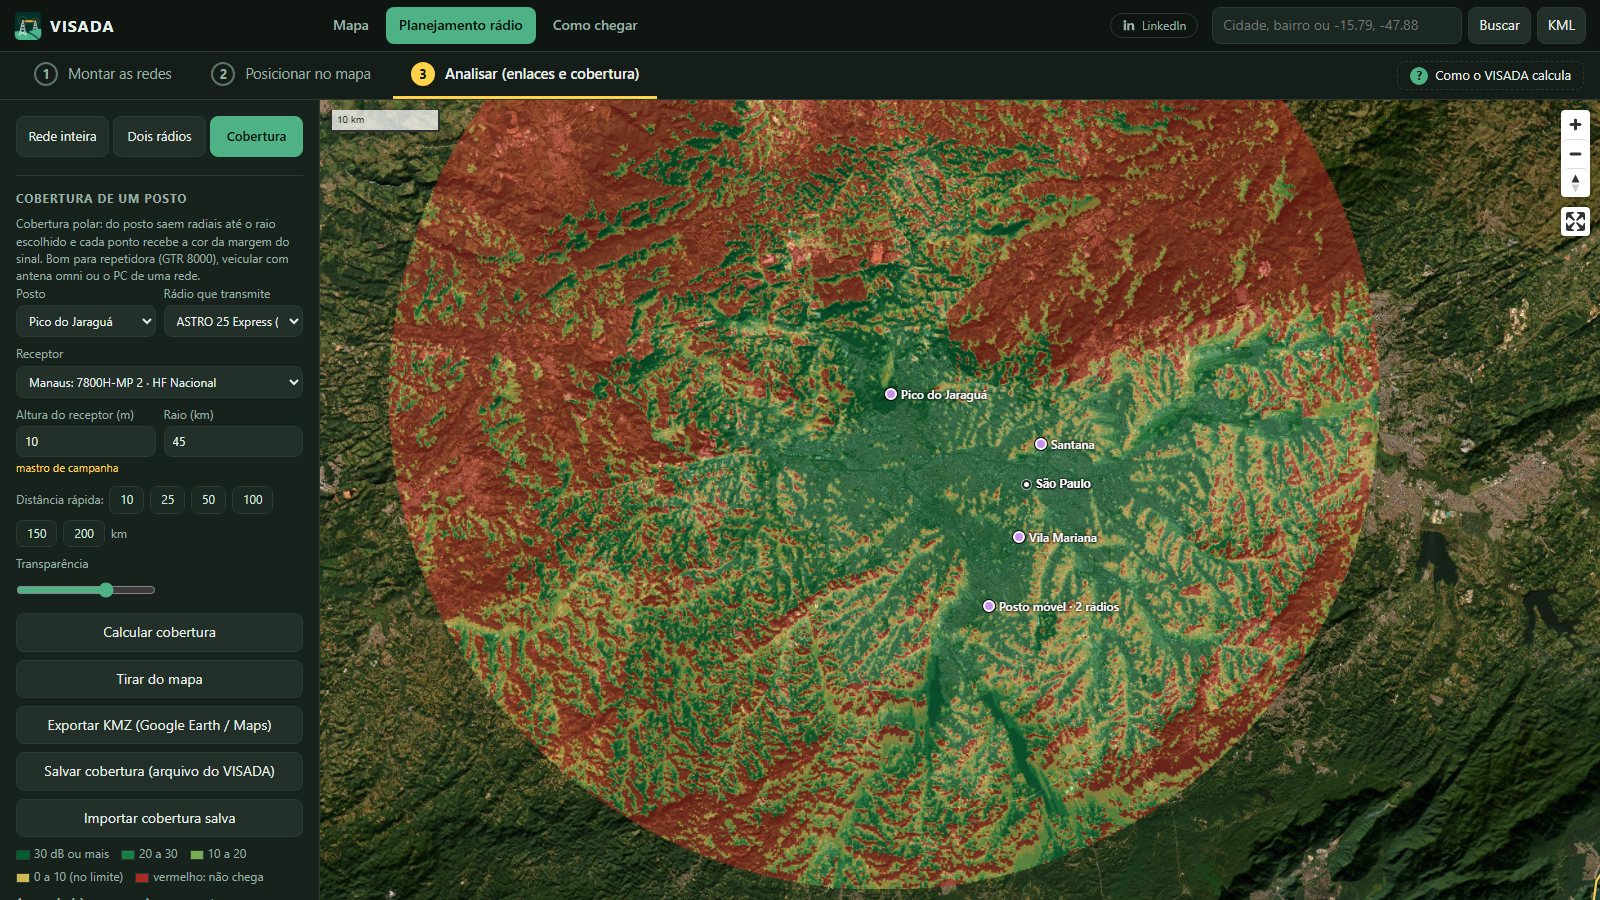 VISADA
Mapa
Planejamento rádio
Como chegar
in LinkedIn
Cidade, bairro ou -15.79, -47.88
Buscar
KML
1 Montar as redes
2 Posicionar no mapa
3 Analisar (enlaces e cobertura)
? Como o VISADA calcula
Rede inteira
Dois rádios
Cobertura
COBERTURA DE UM POSTO
Cobertura polar: do posto saem radiais até o raio
escolhido e cada ponto recebe a cor da margem do
sinal. Bom para repetidora (GTR 8000), veicular com
antena omni ou o PC de uma rede.
Posto
Rádio que transmite
Pico do Jaraguá
ASTRO 25 Express (
Receptor
Manaus: 7800H-MP 2 · HF Nacional
Altura do receptor (m)
Raio (km)
10
45
mastro de campanha
Distância rápida: 10 25 50 100
150 200 km
Transparência
Calcular cobertura
Tirar do mapa
Exportar KMZ (Google Earth / Maps)
Salvar cobertura (arquivo do VISADA)
Importar cobertura salva
30 dB ou mais
20 a 30
10 a 20
0 a 10 (no limite)
vermelho: não chega
10 km
Pico do Jaraguá
Santana
São Paulo
Vila Mariana
Posto móvel · 2 rádios